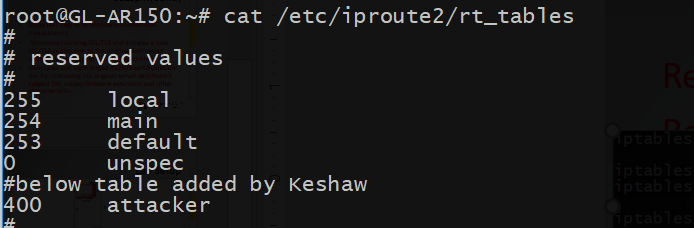 root@GL-AR150:~# cat /etc/iproute2/rt_tables
#
# reserved values
#
255 local
254 main
253 default
0 unspec
#below table added by Keshaw
400 attacker
#
iptables
iptables
iptables
iptables